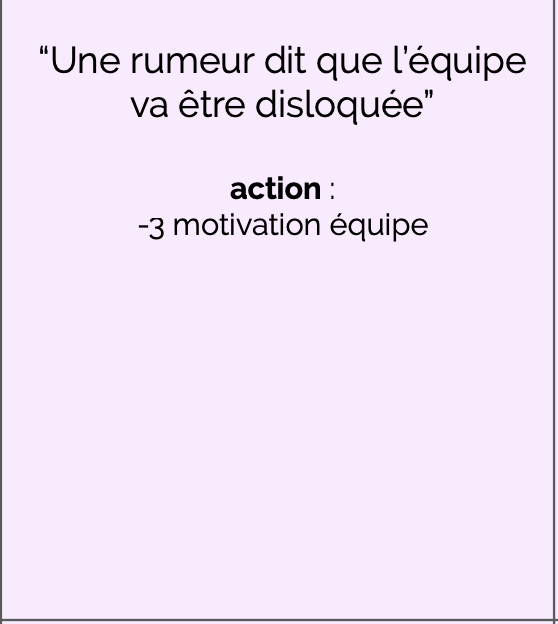 “Une rumeur dit que l’équipe
va être disloquée”
action :
-3 motivation équipe